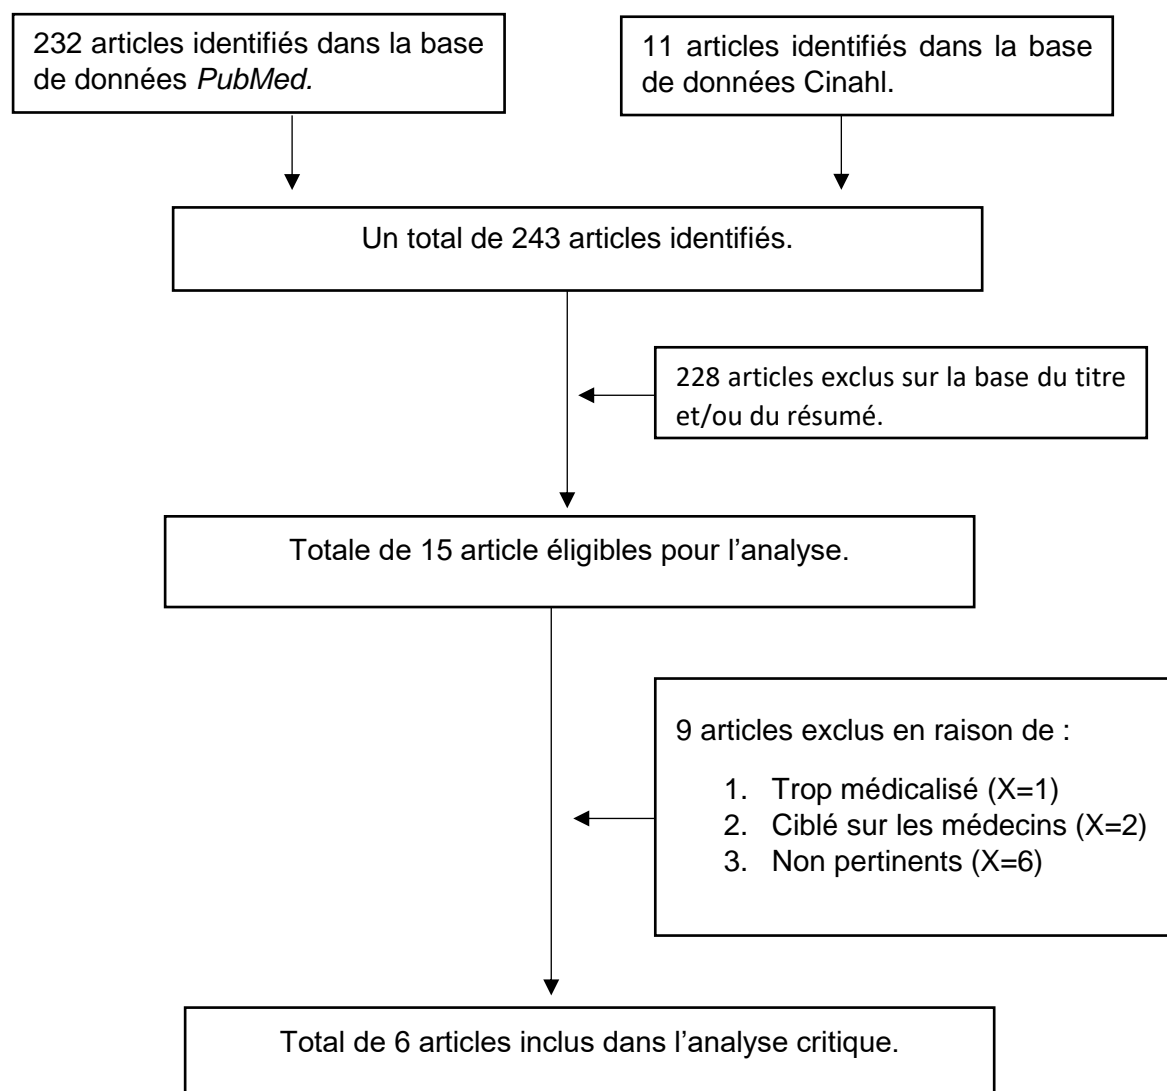 232 articles identifiés dans la base
de données PubMed.
11 articles identifiés dans la base
de données Cinahl.
Un total de 243 articles identifiés.
228 articles exclus sur la base du titre
et/ou du résumé.
Totale de 15 article éligibles pour l’analyse.
9 articles exclus en raison de :
1. Trop médicalisé (X=1)
2. Ciblé sur les médecins (X=2)
3. Non pertinents (X=6)
Total de 6 articles inclus dans l’analyse critique.